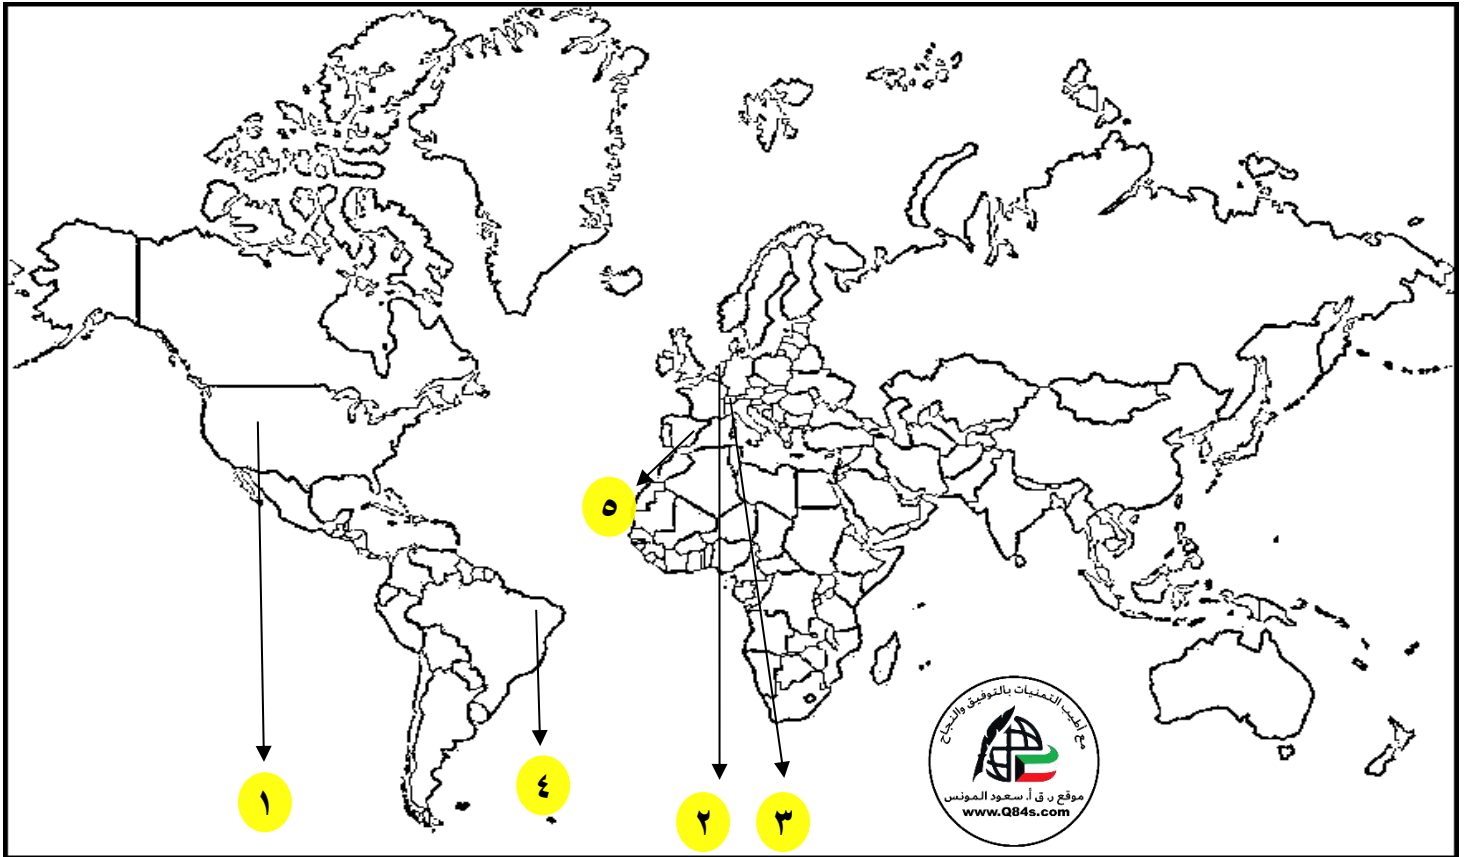 ٥
١
٤
٢
٣
مع أطيب التمنيات بالتوفيق والنجاح
موقع ر. ق أ. سعود المونس
www.Q84s.com